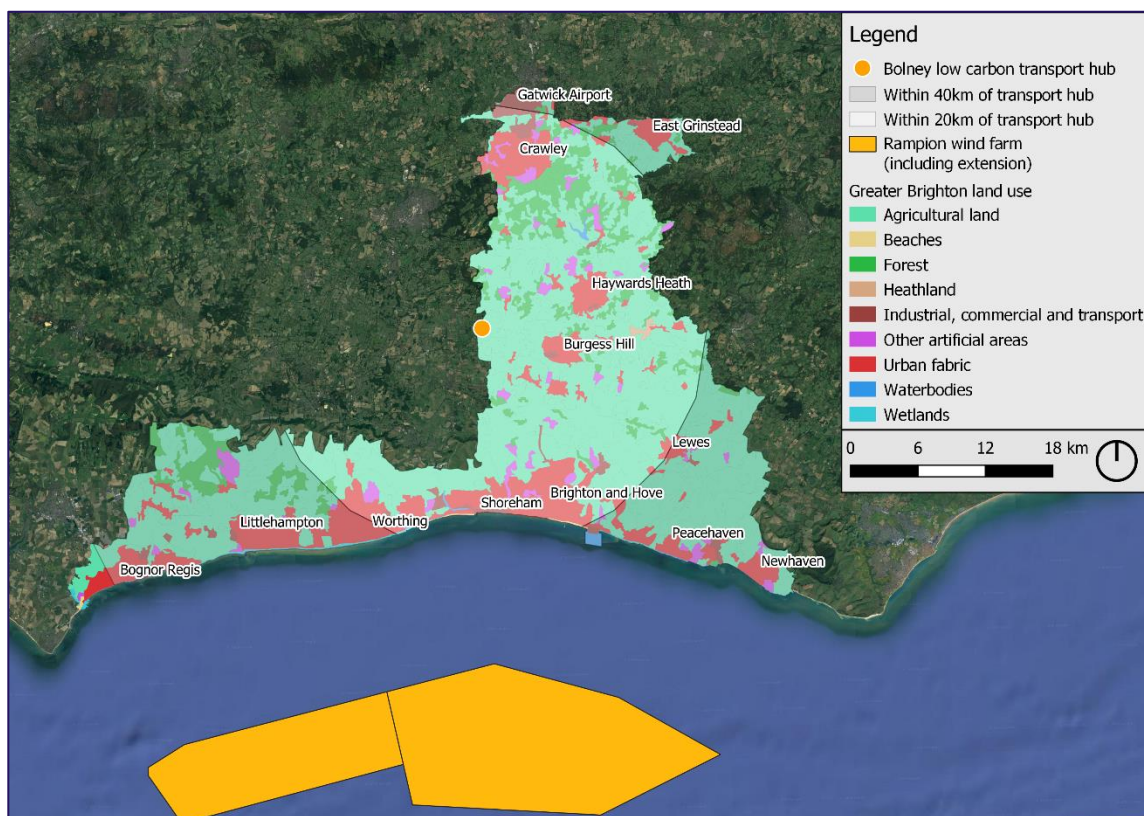 Legend
Bolney low carbon transport hub
Within 40km of transport hub
Within 20km of transport hub
Rampion wind farm
(including extension)
Greater Brighton land use
Agricultural land
Beaches
Forest
Heathland
Industrial, commercial and transport
Other artificial areas
Urban fabric
Waterbodies
Wetlands
0 6 12 18 km
Gatwick Airport
East Grinstead
Crawley
Haywards Heath
Burgess Hill
Lewes
Brighton and Hove
Shoreham
Worthing
Littlehampton
Peacehaven
Newhaven
Bognor Regis